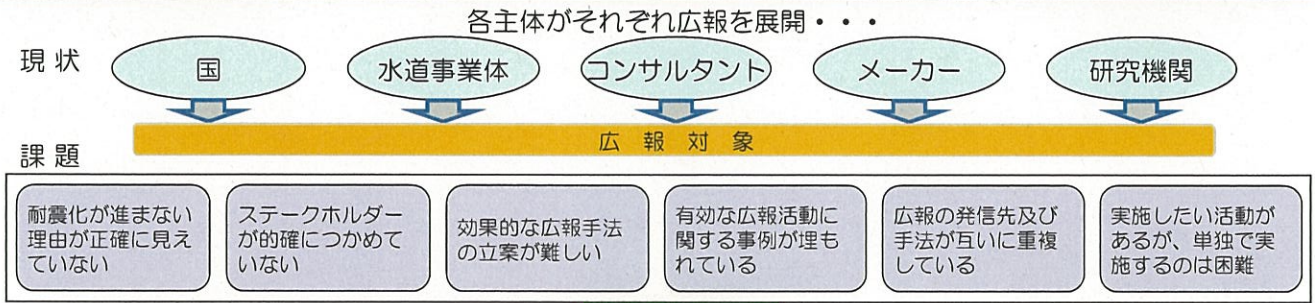 各主体がそれぞれ広報を展開・・・
現状
国
水道事業体
コンサルタント
メーカー
研究機関
広報対象
課題
耐震化が進まない
理由が正確に見え
ていない
ステークホルダー
が的確につかめて
いない
効果的な広報手法
の立案が難しい
有効な広報活動に
関する事例が埋も
れている
広報の発信先及び
手法が互いに重複
している
実施したい活動が
あるが、単独で実
施するのは困難